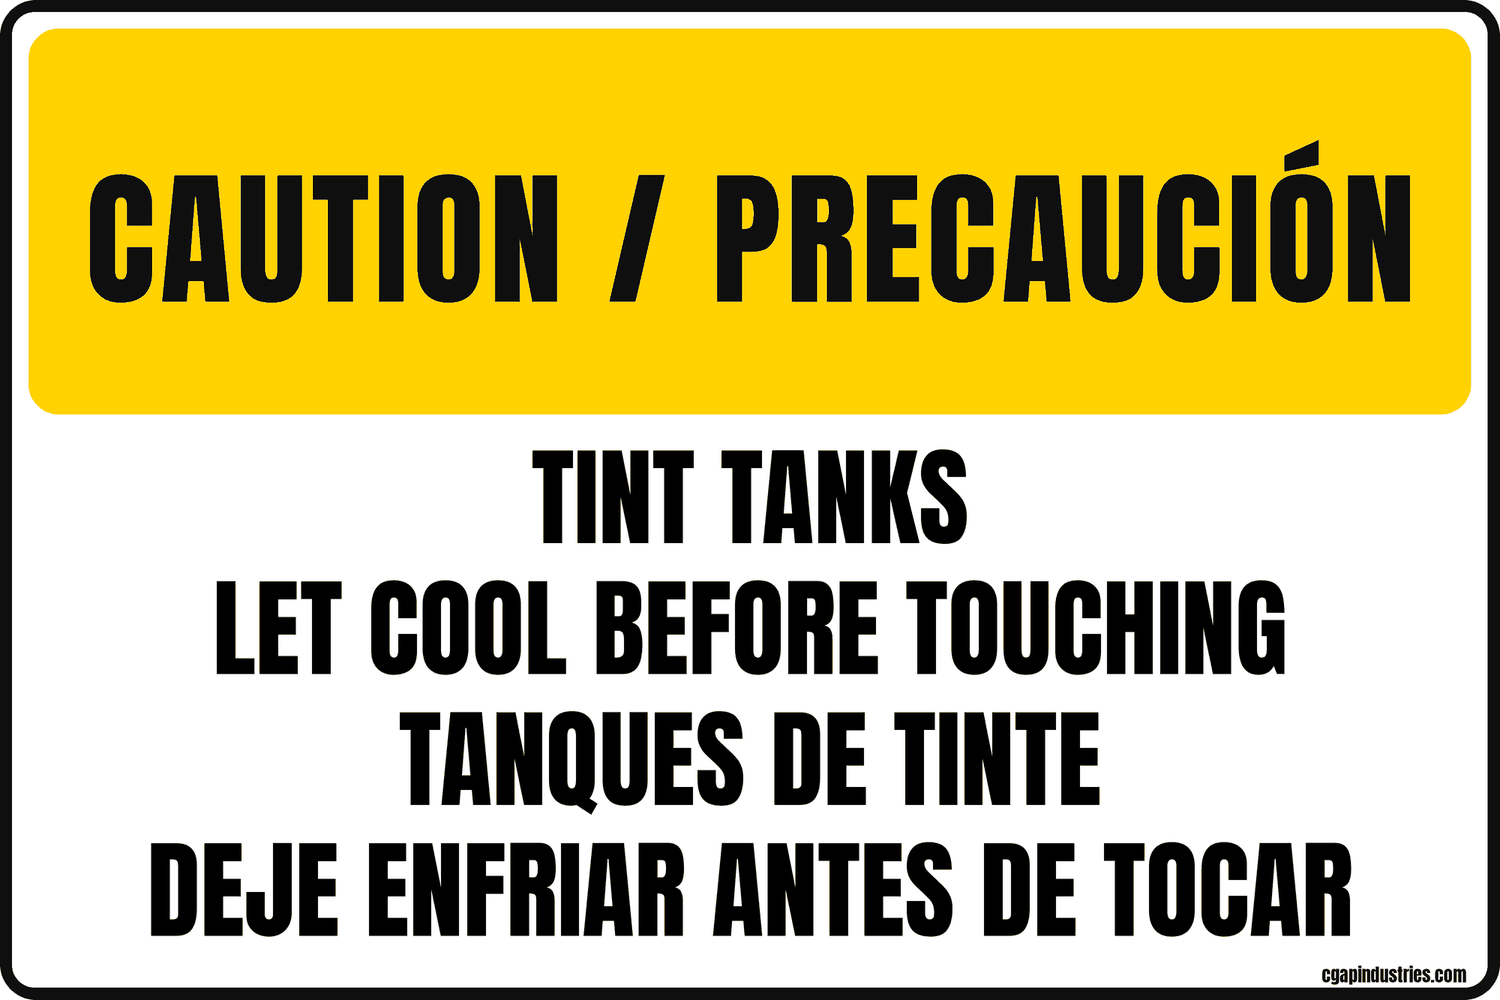 CAUTION / PRECAUCIÓN
TINT TANKS
LET COOL BEFORE TOUCHING
TANQUES DE TINTE
DEJE ENFRIAR ANTES DE TOCAR
cgapindustries.com